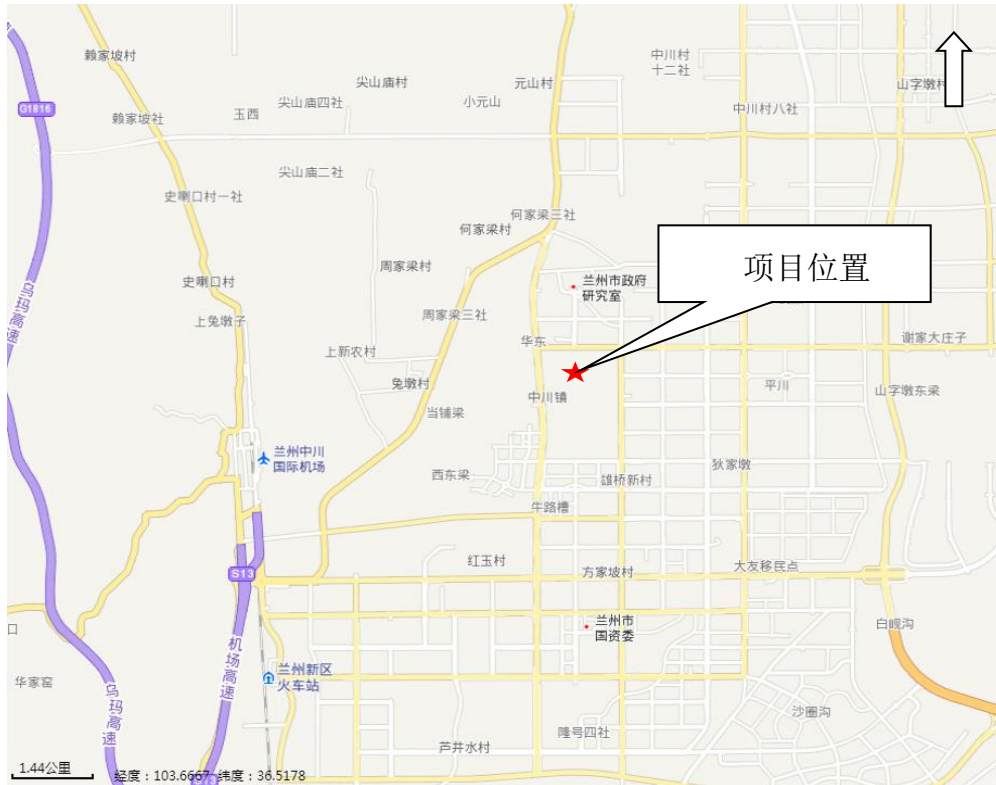 赖家坡村
尖山庙村
元山村
中川村
十二社
山字墩村
G1816
尖山庙四社
小元山
玉西
中川村八社
赖家坡社
尖山庙二社
史喇口村一社
何家梁三社
何家梁村
周家梁村
项目位置
史喇口村
兰州市政府
研究室
乌玛高速
上兔墩子
周家梁三社
华东
谢家大庄子
上新农村
兔墩村
平川
山字墩东梁
中川镇
当铺梁
兰州中川
国际机场
西东梁
狄家墩
雄桥新村
牛路槽
红玉村
大友移民点
S13
方家坡村
兰州市
国资委
白岘沟
口
机场高速
兰州新区
火车站
华家窑
乌玛高速
沙圈沟
隆号四社
芦井水村
1.44公里
经度：103.6667 纬度：36.5178